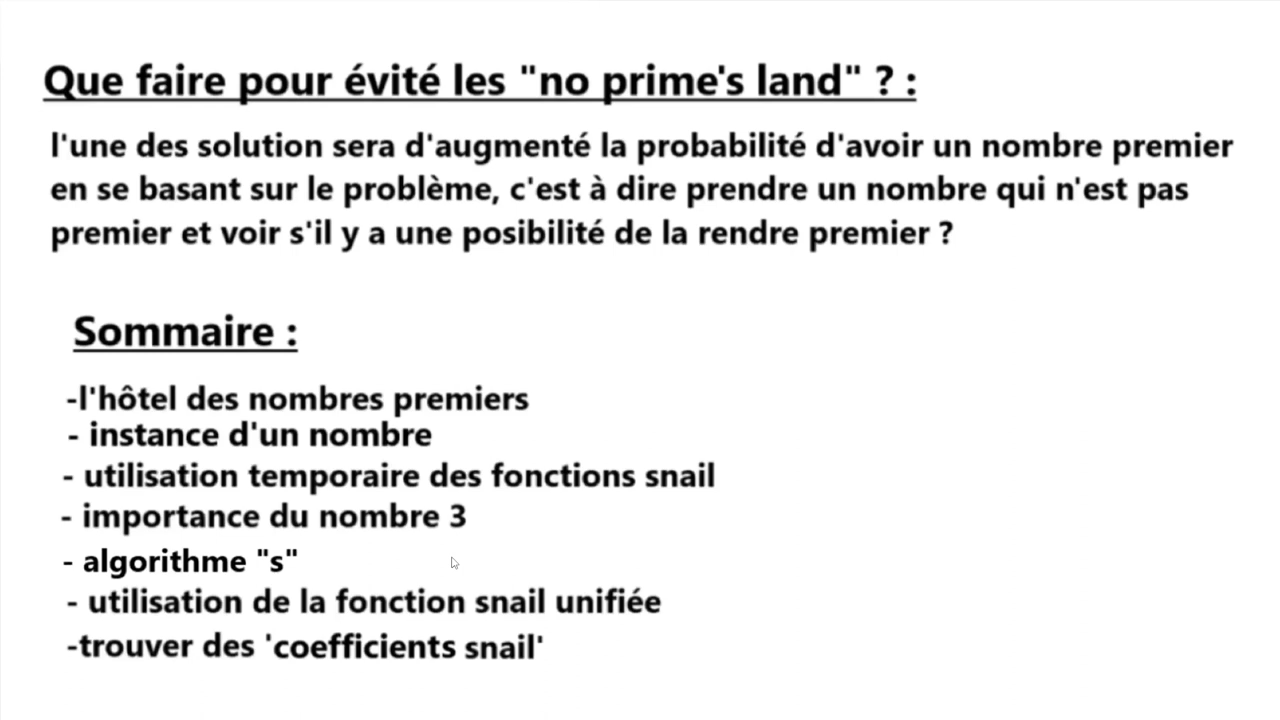 Que faire pour évité les "no prime's land" ? :
l'une des solution sera d'augmenté la probabilité d'avoir un nombre premier
en se basant sur le problème, c'est à dire prendre un nombre qui n'est pas
premier et voir s'il y a une posibilité de la rendre premier ?
Sommaire :
-l'hôtel des nombres premiers
- instance d'un nombre
- utilisation temporaire des fonctions snail
- importance du nombre 3
- algorithme "s"
- utilisation de la fonction snail unifiée
-trouver des 'coefficients snail'